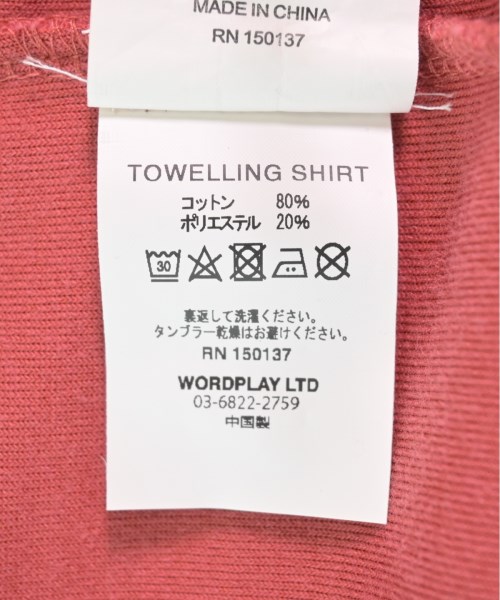 MADE IN CHINA
RN 150137
TOWELLING SHIRT
コットン 80%
ポリエステル 20%
30
裏返して洗濯ください。
タンブラー乾燥はお避けください。
RN 150137
WORDPLAY LTD
03-6822-2759
中国製